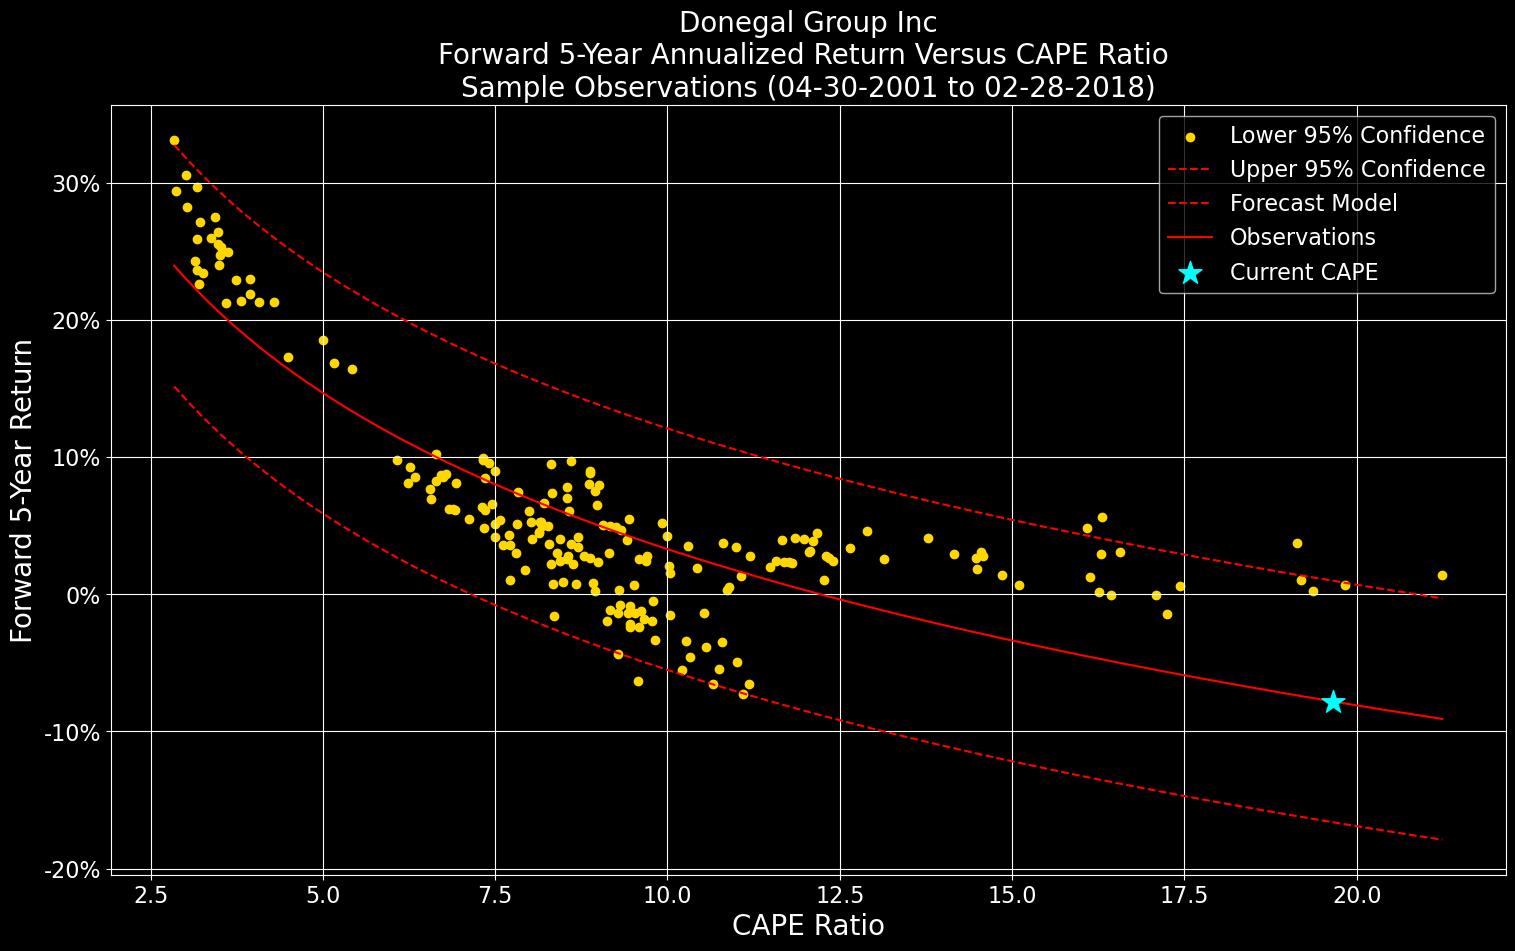 Donegal Group Inc
Forward 5-Year Annualized Return Versus CAPE Ratio
Sample Observations (04-30-2001 to 02-28-2018)
Lower 95% Confidence
Upper 95% Confidence
Forecast Model
Observations
Current CAPE
Forward 5-Year Return
30%
20%
10%
0%
-10%
-20%
2.5 5.0 7.5 10.0 12.5 15.0 17.5 20.0
CAPE Ratio